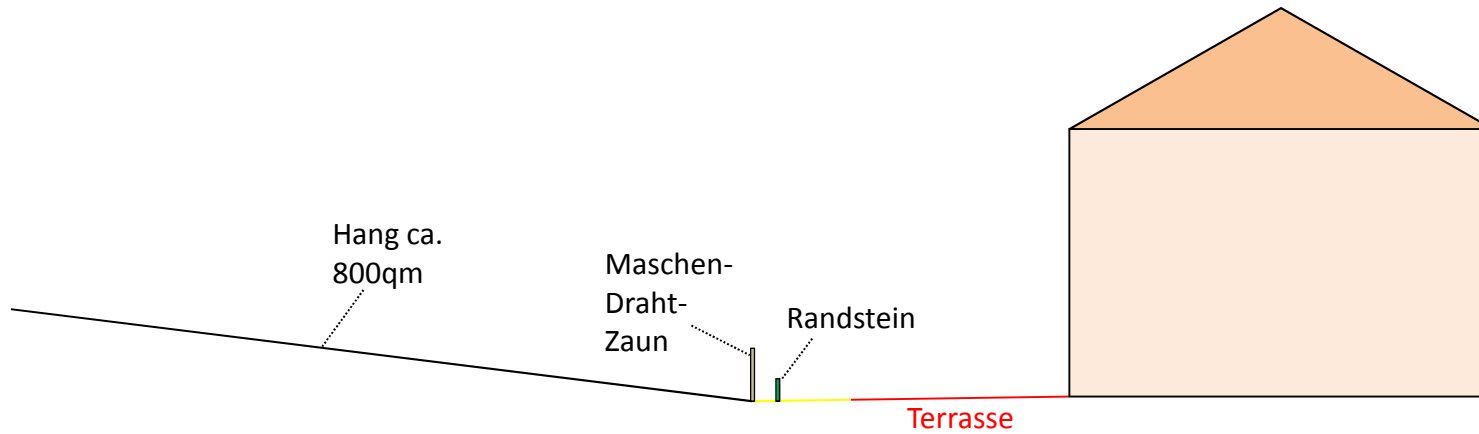 Hang ca.
800qm
Maschen-
Draht-
Zaun
Randstein
Terrasse